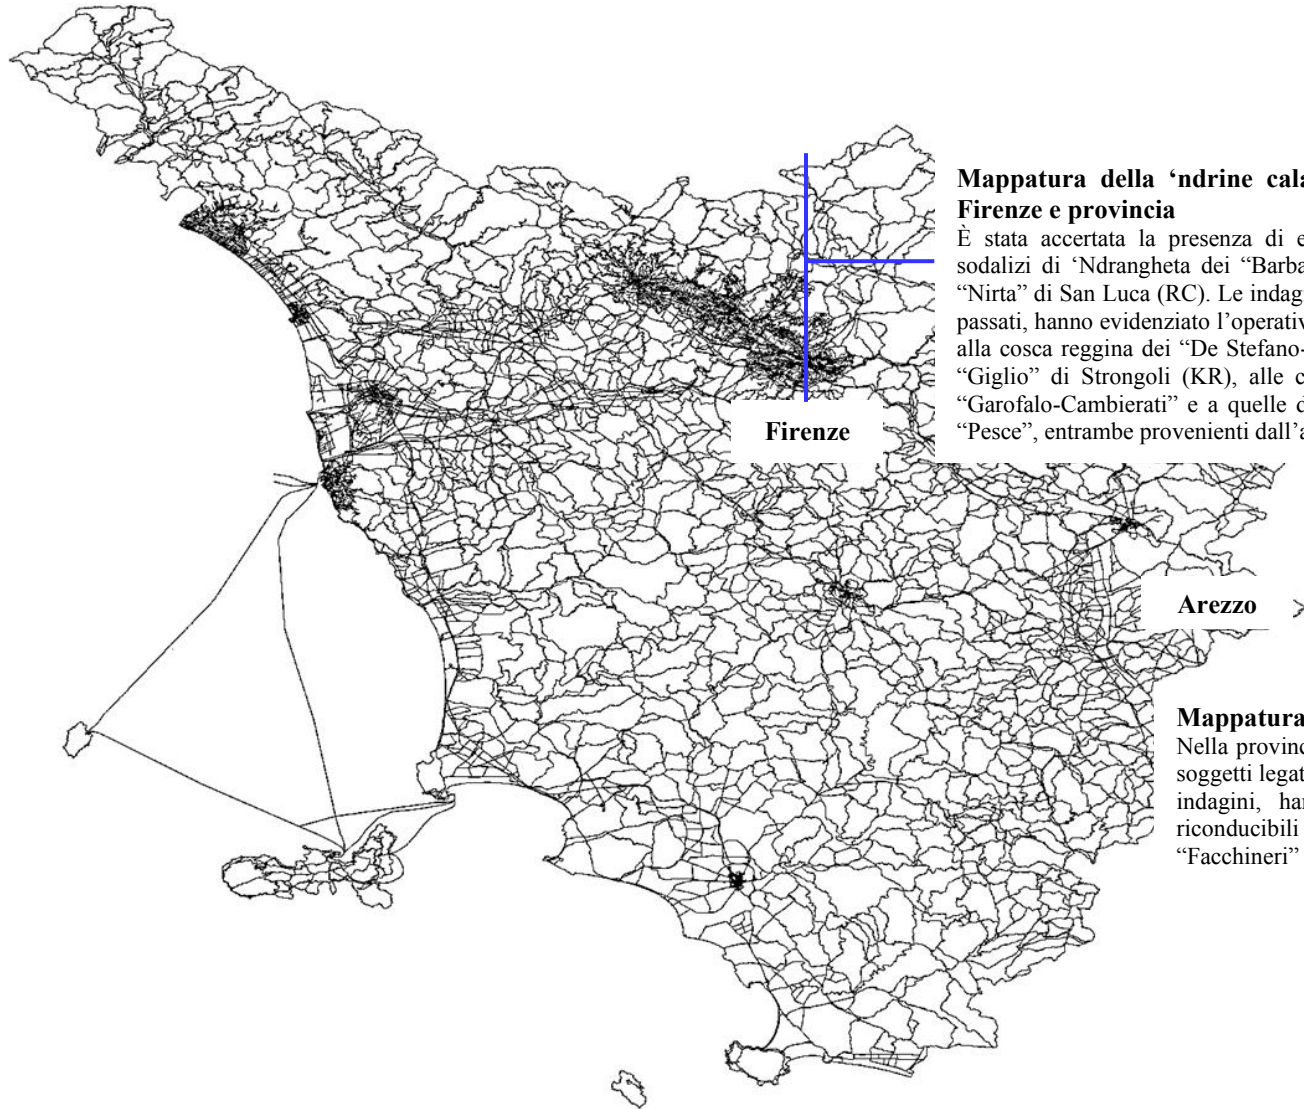 Mappatura della ‘ndrine cala
Firenze e provincia
È stata accertata la presenza di e
sodalizi di ‘Ndrangheta dei “Barba
“Nirta” di San Luca (RC). Le indag
passati, hanno evidenziato l’operativ
alla cosca reggina dei “De Stefano-
“Giglio” di Strongoli (KR), alle c
“Garofalo-Cambierati” e a quelle d
“Pesce”, entrambe provenienti dall’a
Firenze
Arezzo
Mappatura
Nella provinc
soggetti legat
indagini, har
riconducibili
“Facchineri”